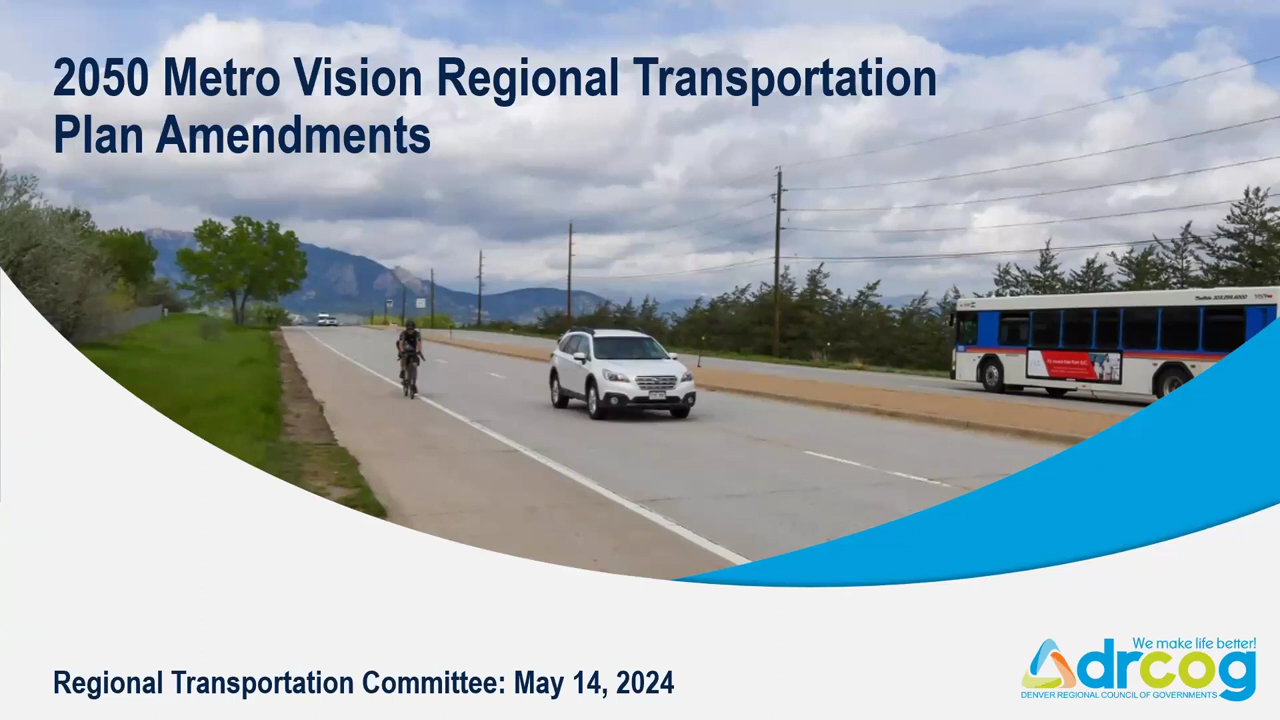 2050 Metro Vision Regional Transportation
Plan Amendments
Regional Transportation Committee: May 14, 2024
We make life better!
drcog
DENVER REGIONAL COUNCIL OF GOVERNMENTS